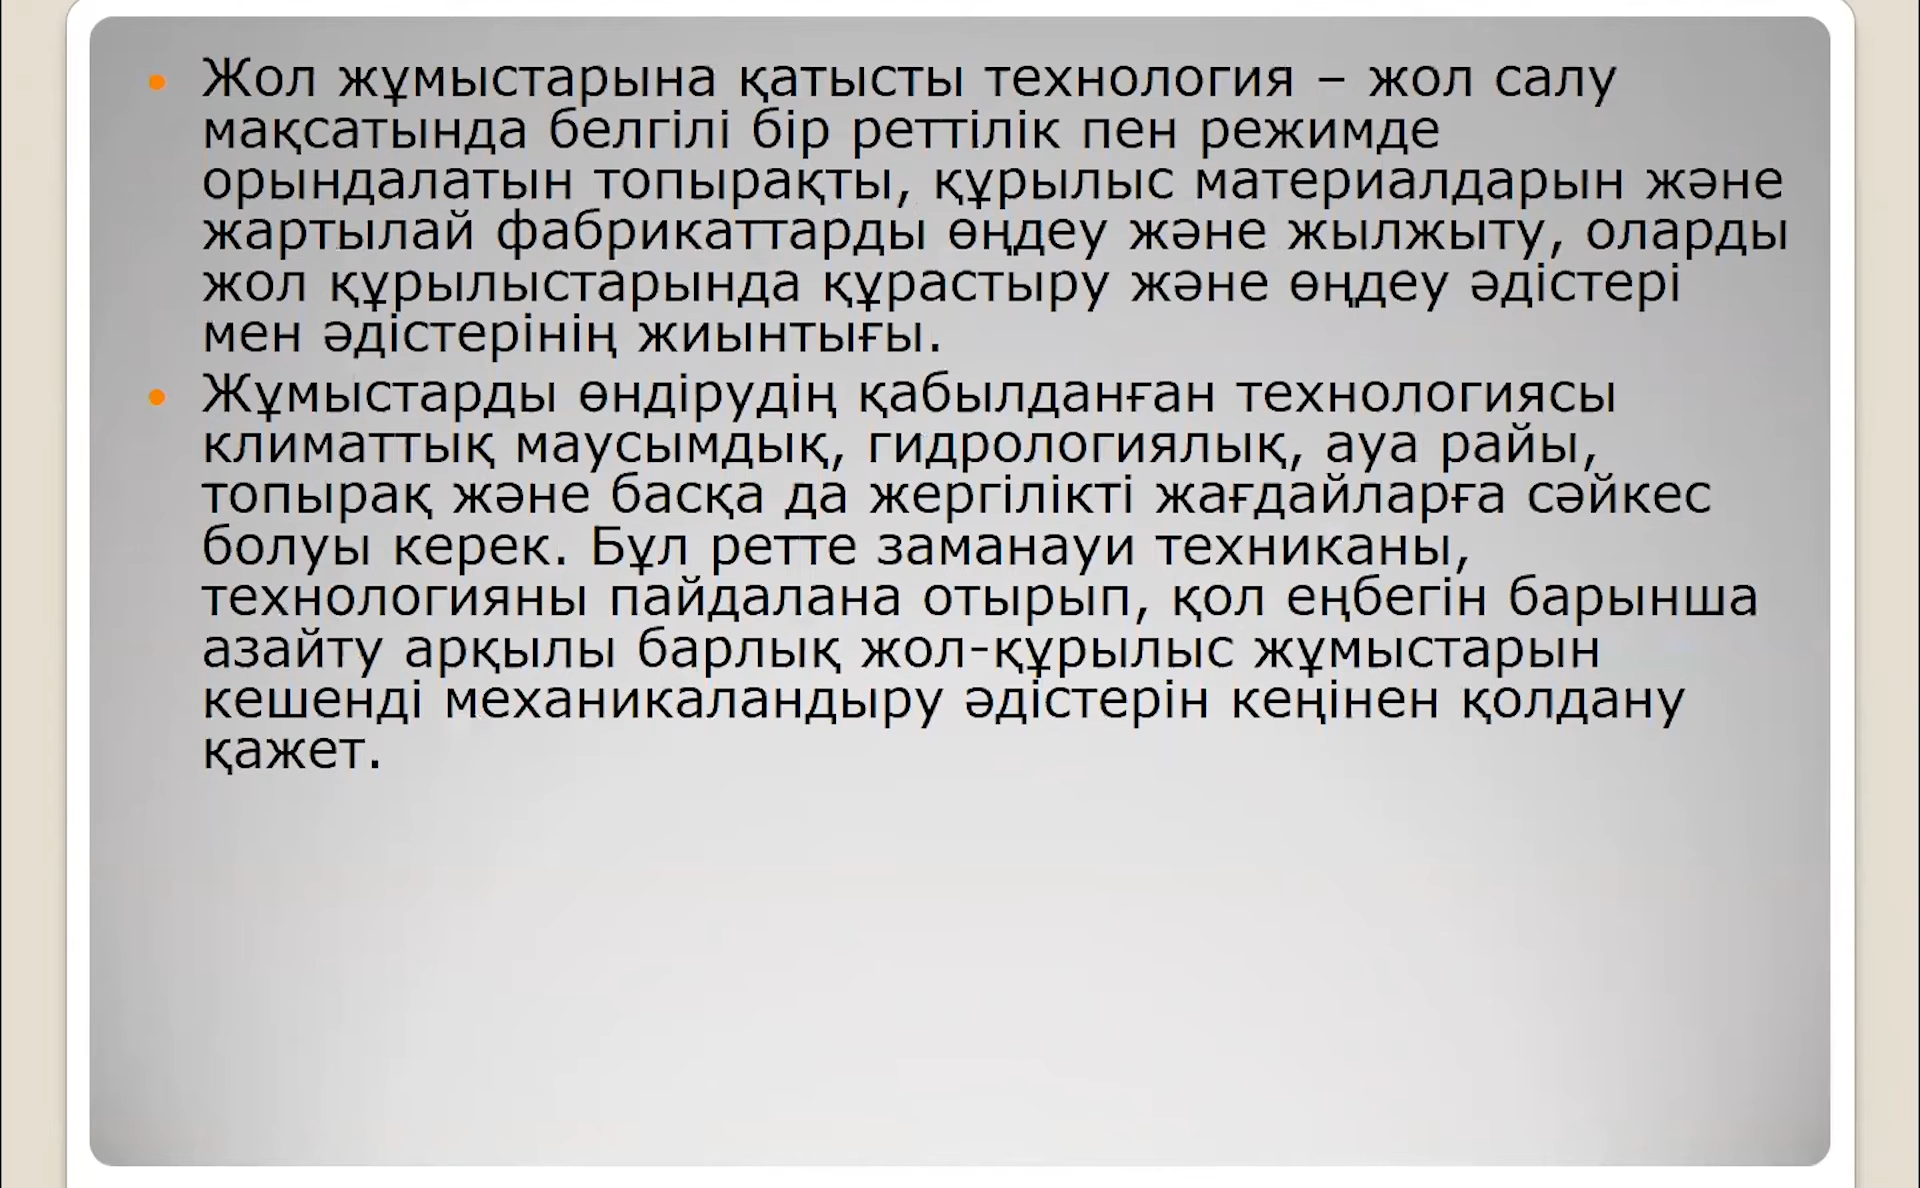 • Жол жұмыстарына қатысты технология – жол салу
мақсатында белгілі бір реттілік пен режимде
орындалатын топырақты, құрылыс материалдарын және
жартылай фабрикаттарды өңдеу және жылжыту, оларды
жол құрылыстарында құрастыру және өңдеу әдістері
мен әдістерінің жиынтығы.
• Жұмыстарды өндірудің қабылданған технологиясы
климаттық маусымдық, гидрологиялық, ауа райы,
топырақ және басқа да жергілікті жағдайларға сәйкес
болуы керек. Бұл ретте заманауи техниканы,
технологияны пайдалана отырып, қол еңбегін барынша
азайту арқылы барлық жол-құрылыс жұмыстарын
кешенді механикаландыру әдістерін кеңінен қолдану
қажет.